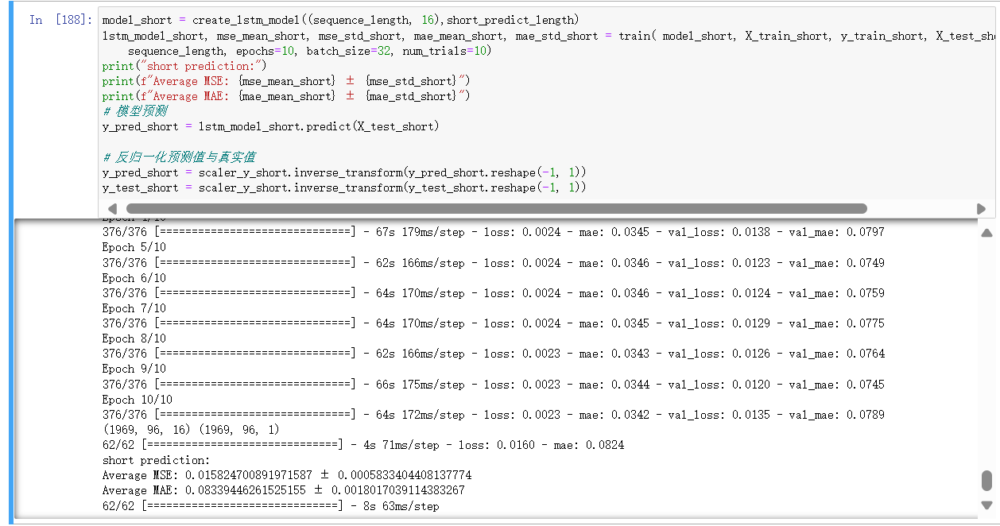 In [188]:
model_short = create_lstm_model((sequence_length, 16),short_predict_length)
lstm_model_short, mse_mean_short, mse_std_short, mae_mean_short, mae_std_short = train( model_short, X_train_short, y_train_short, X_test_sho
sequence_length, epochs=10, batch_size=32, num_trials=10)
print("short prediction:")
print(f"Average MSE: {mse_mean_short} ± {mse_std_short}")
print(f"Average MAE: {mae_mean_short} ± {mae_std_short}")
# 模型预测
y_pred_short = lstm_model_short.predict(X_test_short)
# 反归一化预测值与真实值
y_pred_short = scaler_y_short.inverse_transform(y_pred_short.reshape(-1, 1))
y_test_short = scaler_y_short.inverse_transform(y_test_short.reshape(-1, 1))
Epoch 4/10
376/376 [==============================] - 67s 179ms/step - loss: 0.0024 - mae: 0.0345 - val_loss: 0.0138 - val_mae: 0.0797
Epoch 5/10
376/376 [==============================] - 62s 166ms/step - loss: 0.0024 - mae: 0.0346 - val_loss: 0.0123 - val_mae: 0.0749
Epoch 6/10
376/376 [==============================] - 64s 170ms/step - loss: 0.0024 - mae: 0.0346 - val_loss: 0.0124 - val_mae: 0.0759
Epoch 7/10
376/376 [==============================] - 64s 170ms/step - loss: 0.0024 - mae: 0.0345 - val_loss: 0.0129 - val_mae: 0.0775
Epoch 8/10
376/376 [==============================] - 62s 166ms/step - loss: 0.0023 - mae: 0.0343 - val_loss: 0.0126 - val_mae: 0.0764
Epoch 9/10
376/376 [==============================] - 66s 175ms/step - loss: 0.0023 - mae: 0.0344 - val_loss: 0.0120 - val_mae: 0.0745
Epoch 10/10
376/376 [==============================] - 64s 172ms/step - loss: 0.0023 - mae: 0.0342 - val_loss: 0.0135 - val_mae: 0.0789
(1969, 96, 16) (1969, 96, 1)
62/62 [==============================] - 4s 71ms/step - loss: 0.0160 - mae: 0.0824
short prediction:
Average MSE: 0.015824700891971587 ± 0.0005833404408137774
Average MAE: 0.08339446261525155 ± 0.0018017039114383267
62/62 [==============================] - 8s 63ms/step